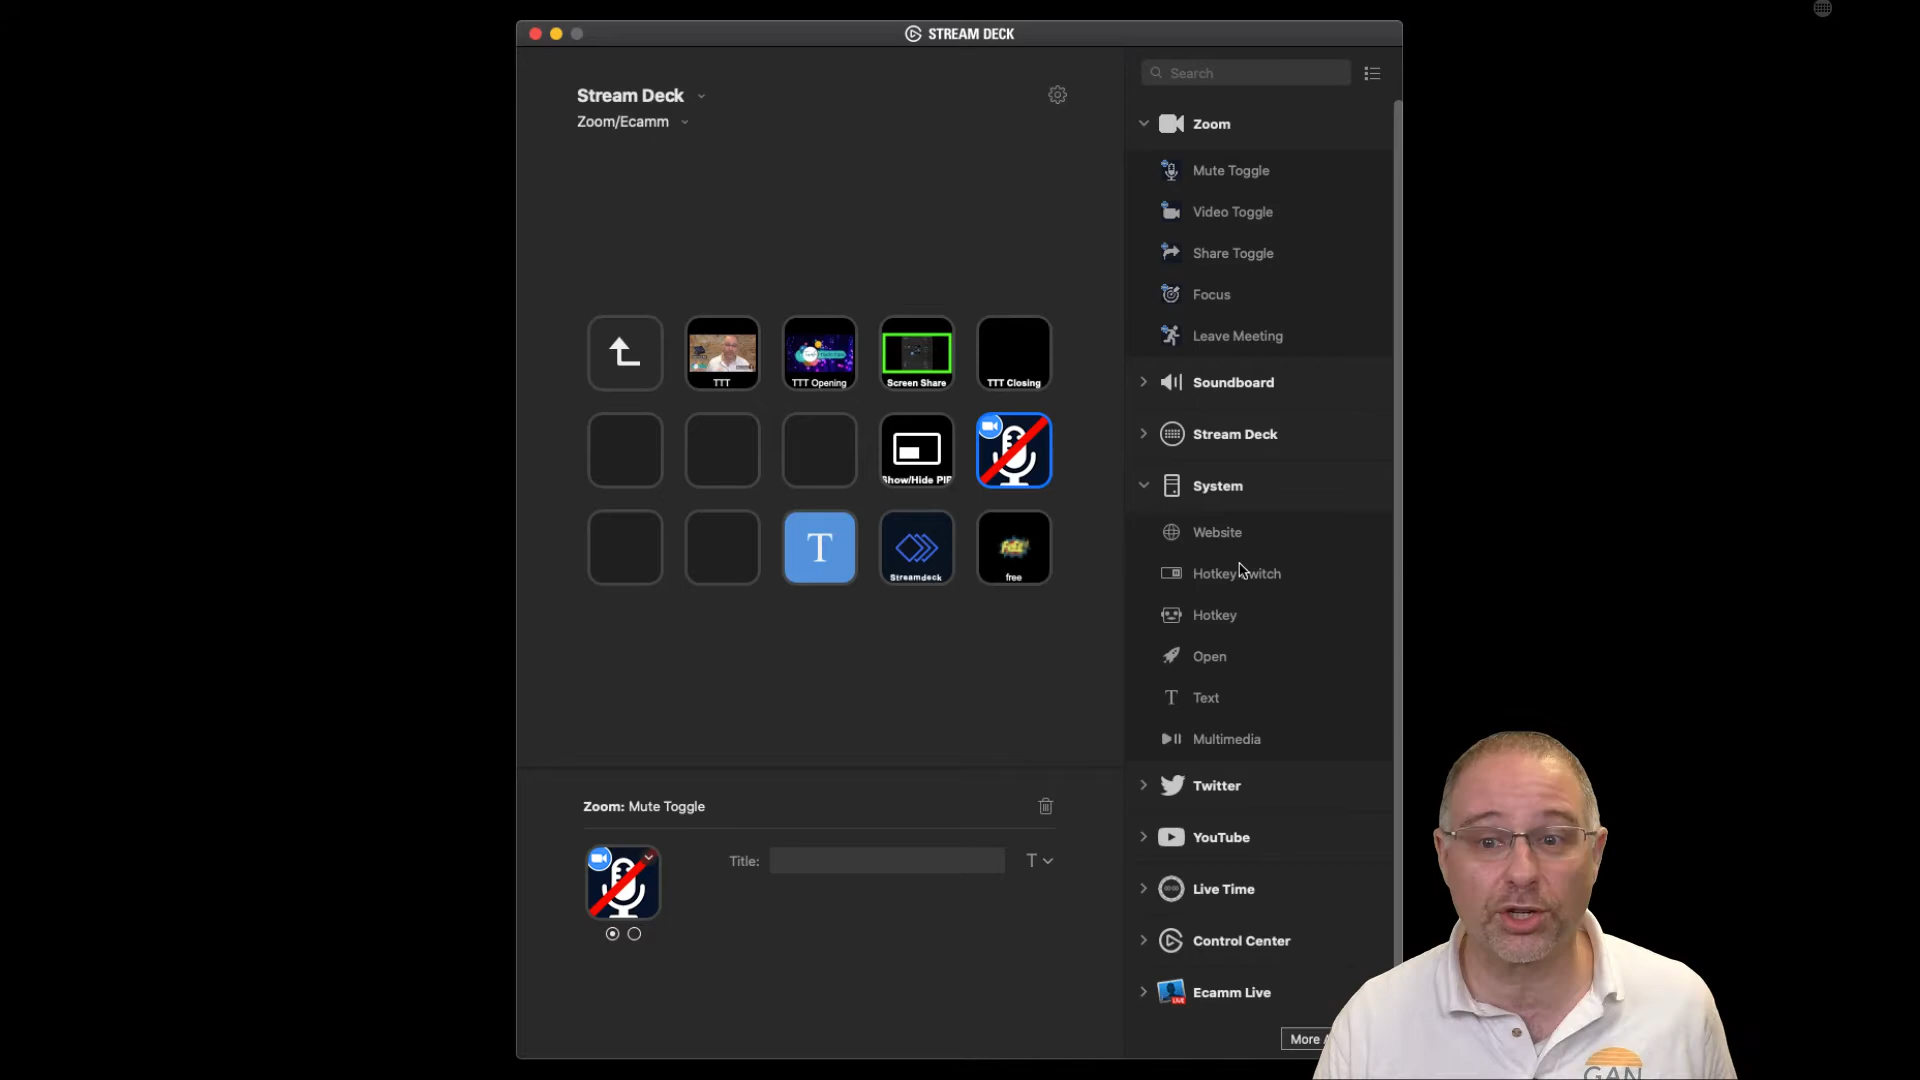 STREAM DECK
Stream Deck
Zoom/Ecamm
Search
Zoom
Mute Toggle
Video Toggle
Share Toggle
Focus
Leave Meeting
Soundboard
Stream Deck
System
Website
Hotkey Switch
Hotkey
Open
Text
Multimedia
Twitter
YouTube
Live Time
Control Center
Ecamm Live
More
TTT
TTT Opening
Screen Share
TTT Closing
Show/Hide PIP
T
Streamdeck
free
Zoom: Mute Toggle
Title:
T
GAN